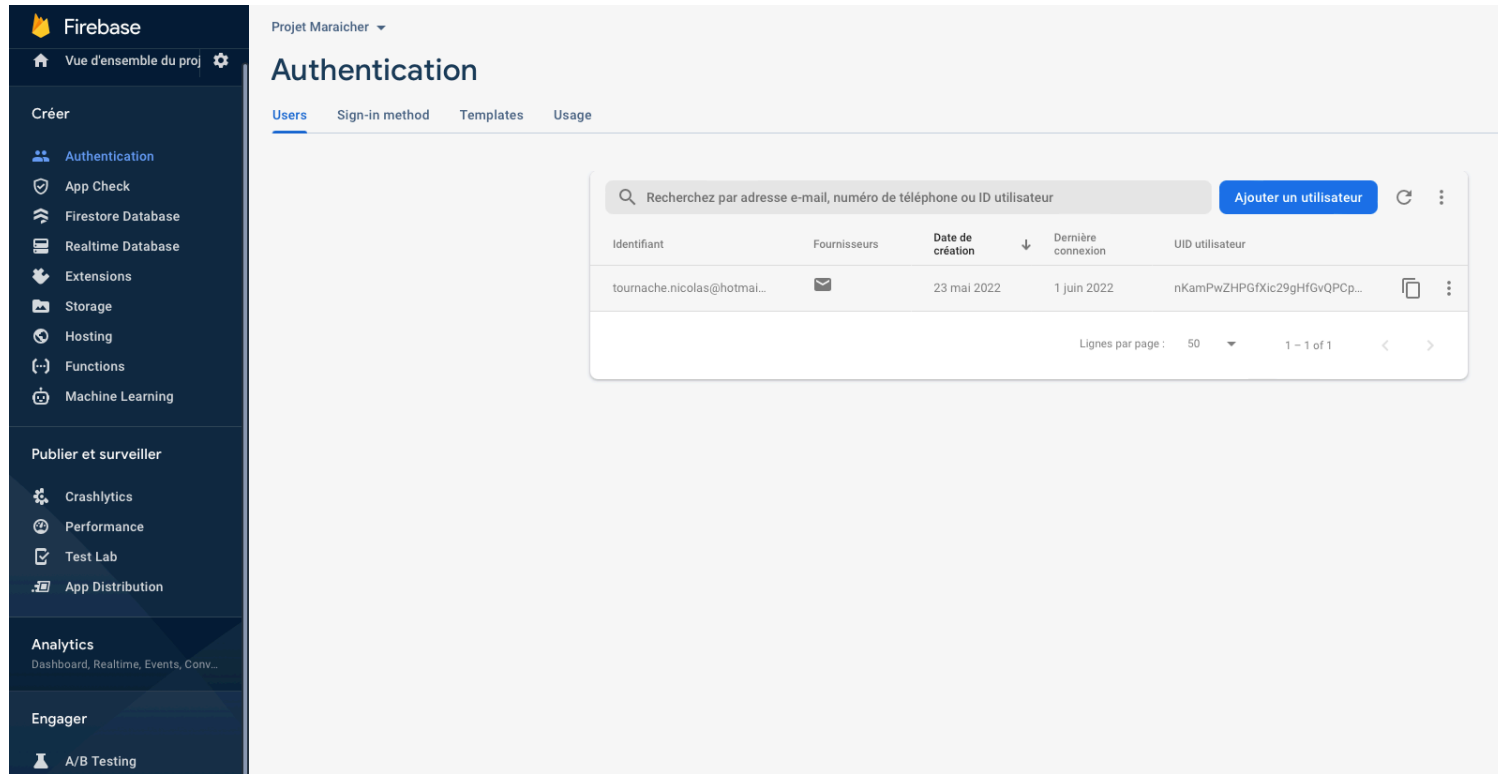 Firebase
Vue d'ensemble du proj
Créer
Authentication
App Check
Firestore Database
Realtime Database
Extensions
Storage
Hosting
Functions
Machine Learning
Publier et surveiller
Crashlytics
Performance
Test Lab
App Distribution
Analytics
Dashboard, Realtime, Events, Conv...
Engager
A/B Testing
Projet Maraicher
Authentication
Users Sign-in method Templates Usage
Recherchez par adresse e-mail, numéro de téléphone ou ID utilisateur Ajouter un utilisateur
Identifiant Fournisseurs Date de création Dernière connexion UID utilisateur
tournache.nicolas@hotmai... 23 mai 2022 1 juin 2022 nKamPwZHPGfXic29gHfGvQPCp...
Lignes par page : 50 1 – 1 of 1